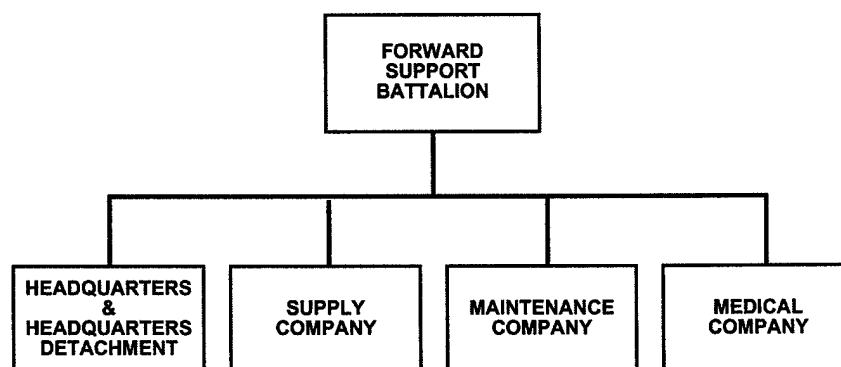 FORWARD
SUPPORT
BATTALION
HEADQUARTERS
&
HEADQUARTERS
DETACHMENT
SUPPLY
COMPANY
MAINTENANCE
COMPANY
MEDICAL
COMPANY